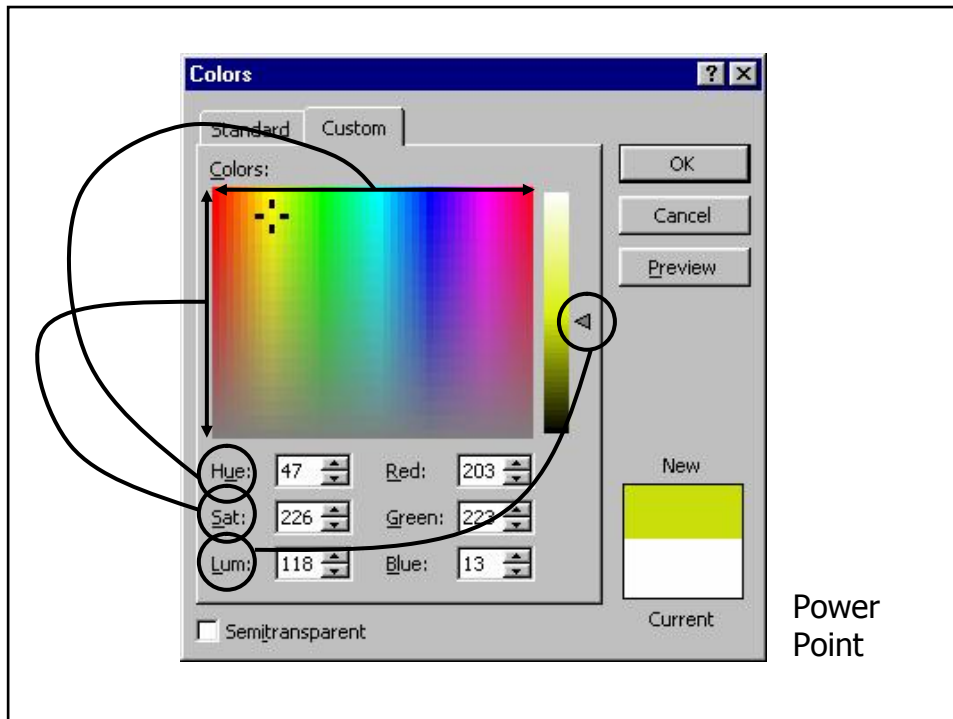 Colors
Standard Custom
Colors:
OK
Cancel
Preview
Hue: 47 Red: 203
Sat: 226 Green: 223
Lum: 118 Blue: 13
New
Current
Semitransparent
Power
Point